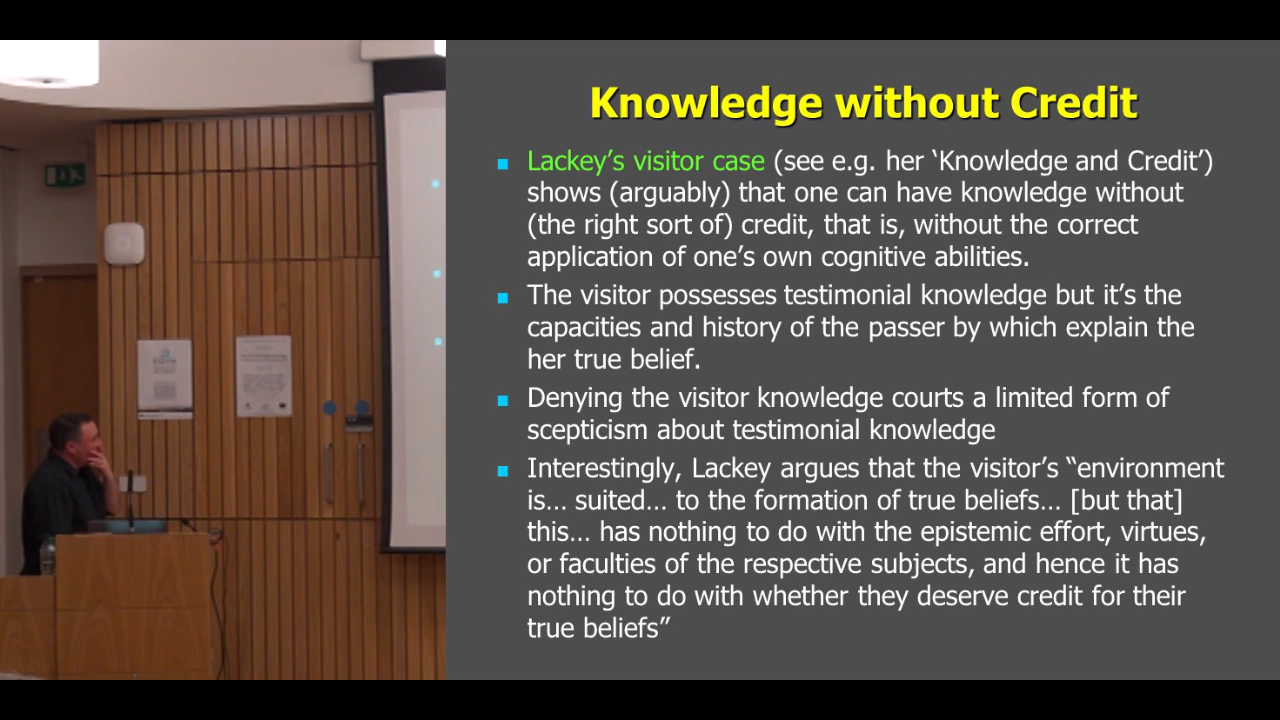 Knowledge without Credit
Lackey’s visitor case (see e.g. her ‘Knowledge and Credit’)
shows (arguably) that one can have knowledge without
(the right sort of) credit, that is, without the correct
application of one’s own cognitive abilities.
The visitor possesses testimonial knowledge but it’s the
capacities and history of the passer by which explain the
her true belief.
Denying the visitor knowledge courts a limited form of
scepticism about testimonial knowledge
Interestingly, Lackey argues that the visitor’s “environment
is… suited… to the formation of true beliefs… [but that]
this… has nothing to do with the epistemic effort, virtues,
or faculties of the respective subjects, and hence it has
nothing to do with whether they deserve credit for their
true beliefs”